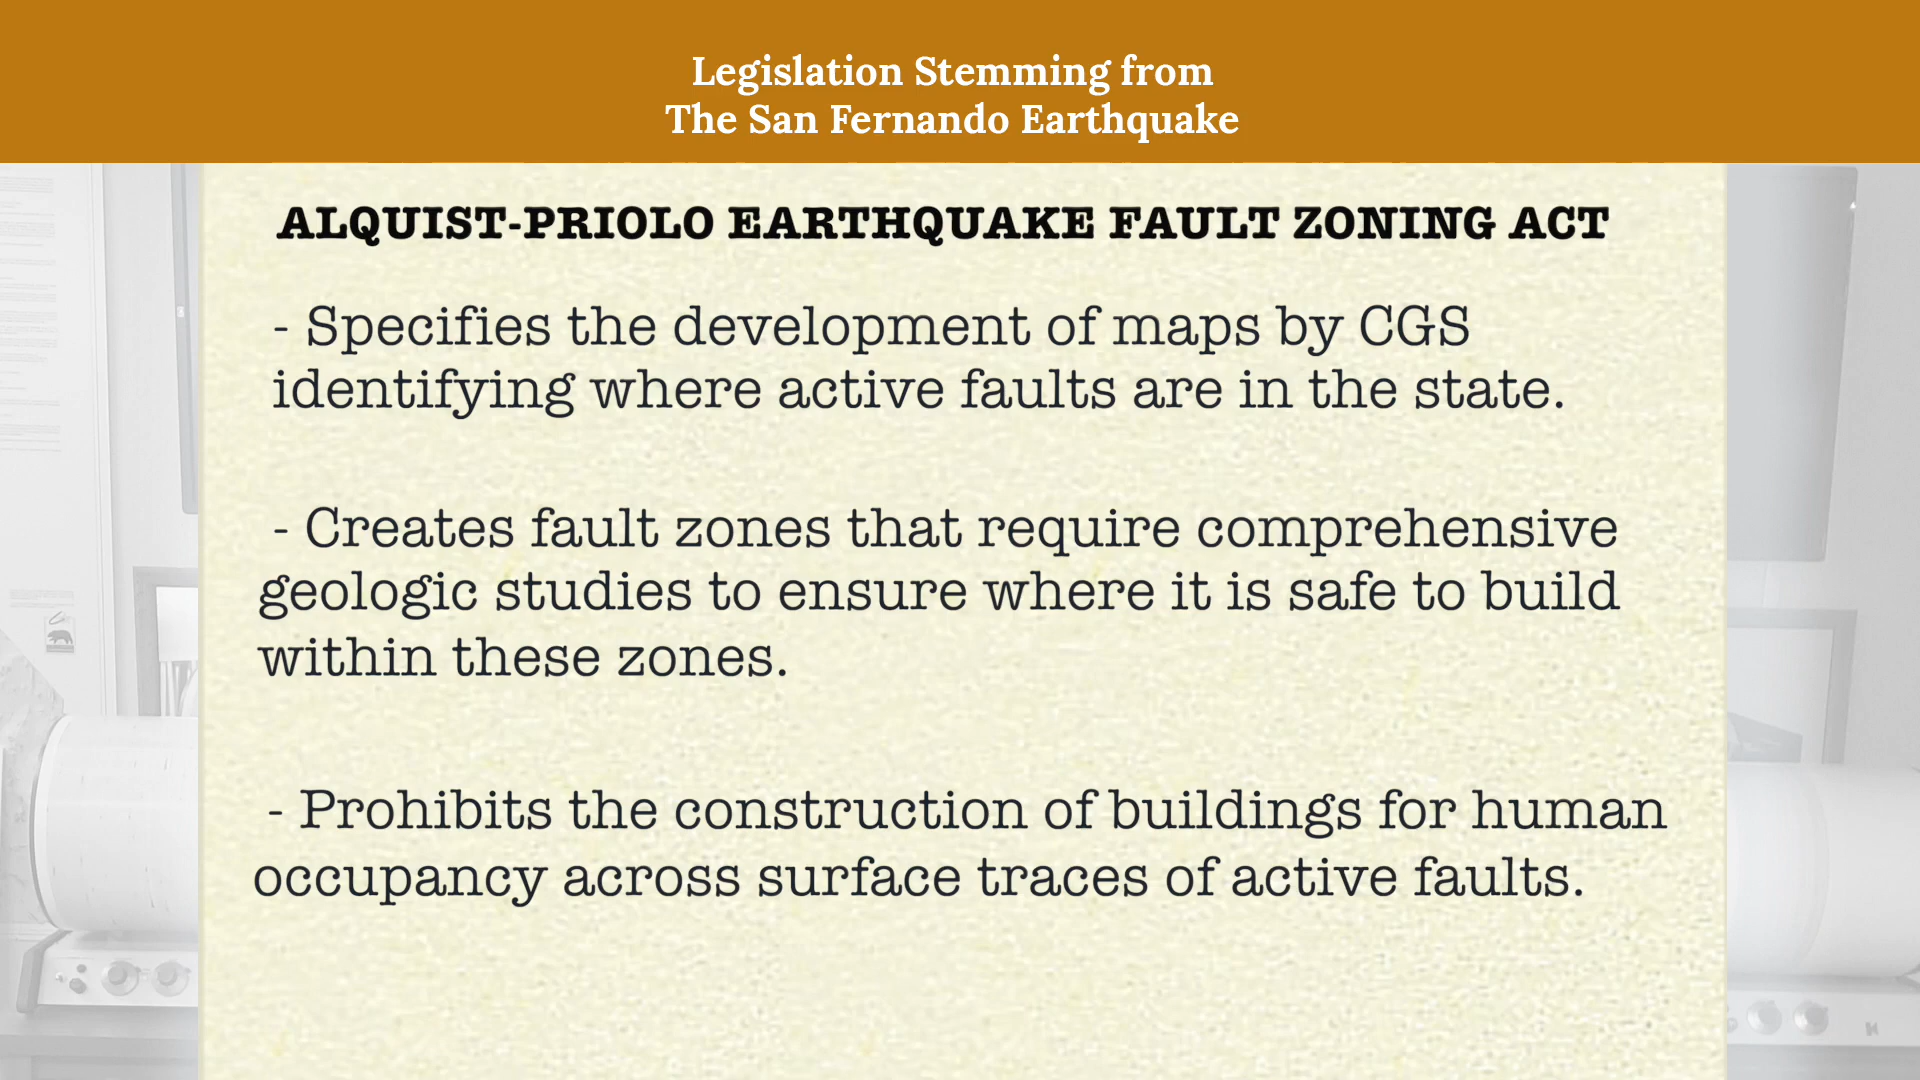 Legislation Stemming from
The San Fernando Earthquake
ALQUIST-PRIOLO EARTHQUAKE FAULT ZONING ACT
- Specifies the development of maps by CGS
identifying where active faults are in the state.
- Creates fault zones that require comprehensive
geologic studies to ensure where it is safe to build
within these zones.
- Prohibits the construction of buildings for human
occupancy across surface traces of active faults.